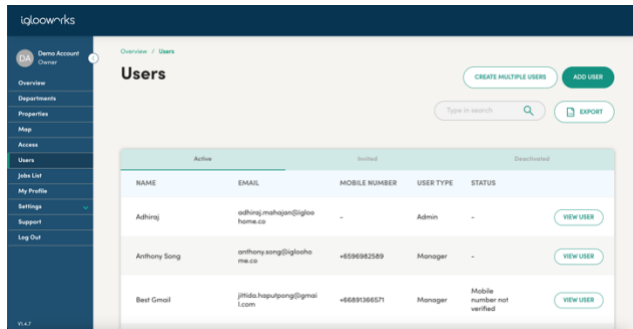 iglooworks
DA
Demo Account
Owner
Overview
Departments
Properties
Map
Access
Users
Jobs List
My Profile
Settings
Support
Log Out
V1.4.7
Overview / Users
Users
CREATE MULTIPLE USERS
ADD USER
Type in search
EXPORT
Active
Invited
Deactivated
NAME EMAIL MOBILE NUMBER USER TYPE STATUS
Adhiraj
adhiraj.mahajan@igloo
home.co
-
Admin
-
VIEW USER
Anthony Song
anthony.song@iglooho
me.co
+6596982589
Manager
-
VIEW USER
Best Gmail
jittida.haputpong@gmai
l.com
+66891366571
Manager
Mobile
number not
verified
VIEW USER